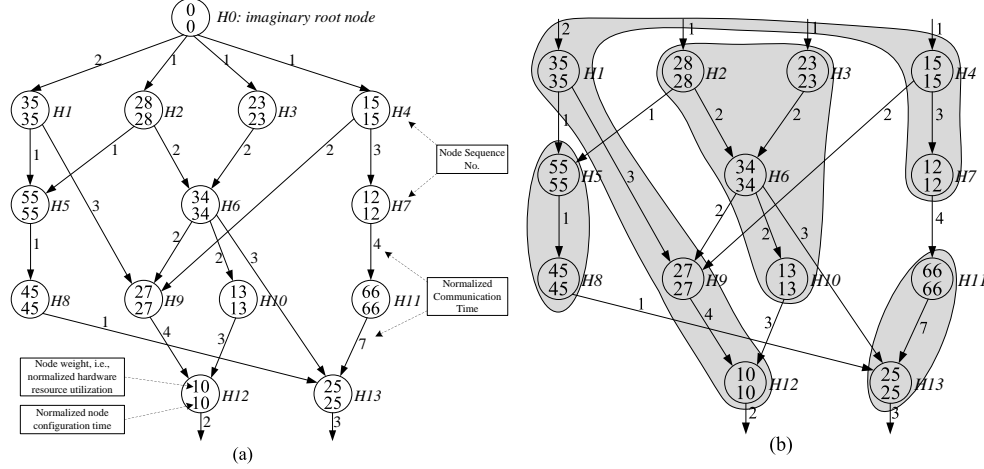 0
0
H0: imaginary root node
2
1
1
1
35
35
H1
28
28
H2
23
23
H3
15
15
H4
1
1
2
2
2
3
Node Sequence
No.
3
55
55
H5
34
34
H6
12
12
H7
1
2
2
3
4
Normalized
Communication
Time
45
45
H8
27
27
H9
13
13
H10
66
66
H11
1
4
3
7
Node weight, i.e.,
normalized hardware
resource utilization
Normalized node
configuration time
10
10
H12
25
25
H13
2
3
(a)
2
1
1
1
35
35
H1
28
28
H2
23
23
H3
15
15
H4
1
1
2
2
2
3
3
55
55
H5
34
34
H6
12
12
H7
1
2
2
3
4
45
45
H8
27
27
H9
13
13
H10
66
66
H11
1
4
3
7
10
10
H12
25
25
H13
2
3
(b)